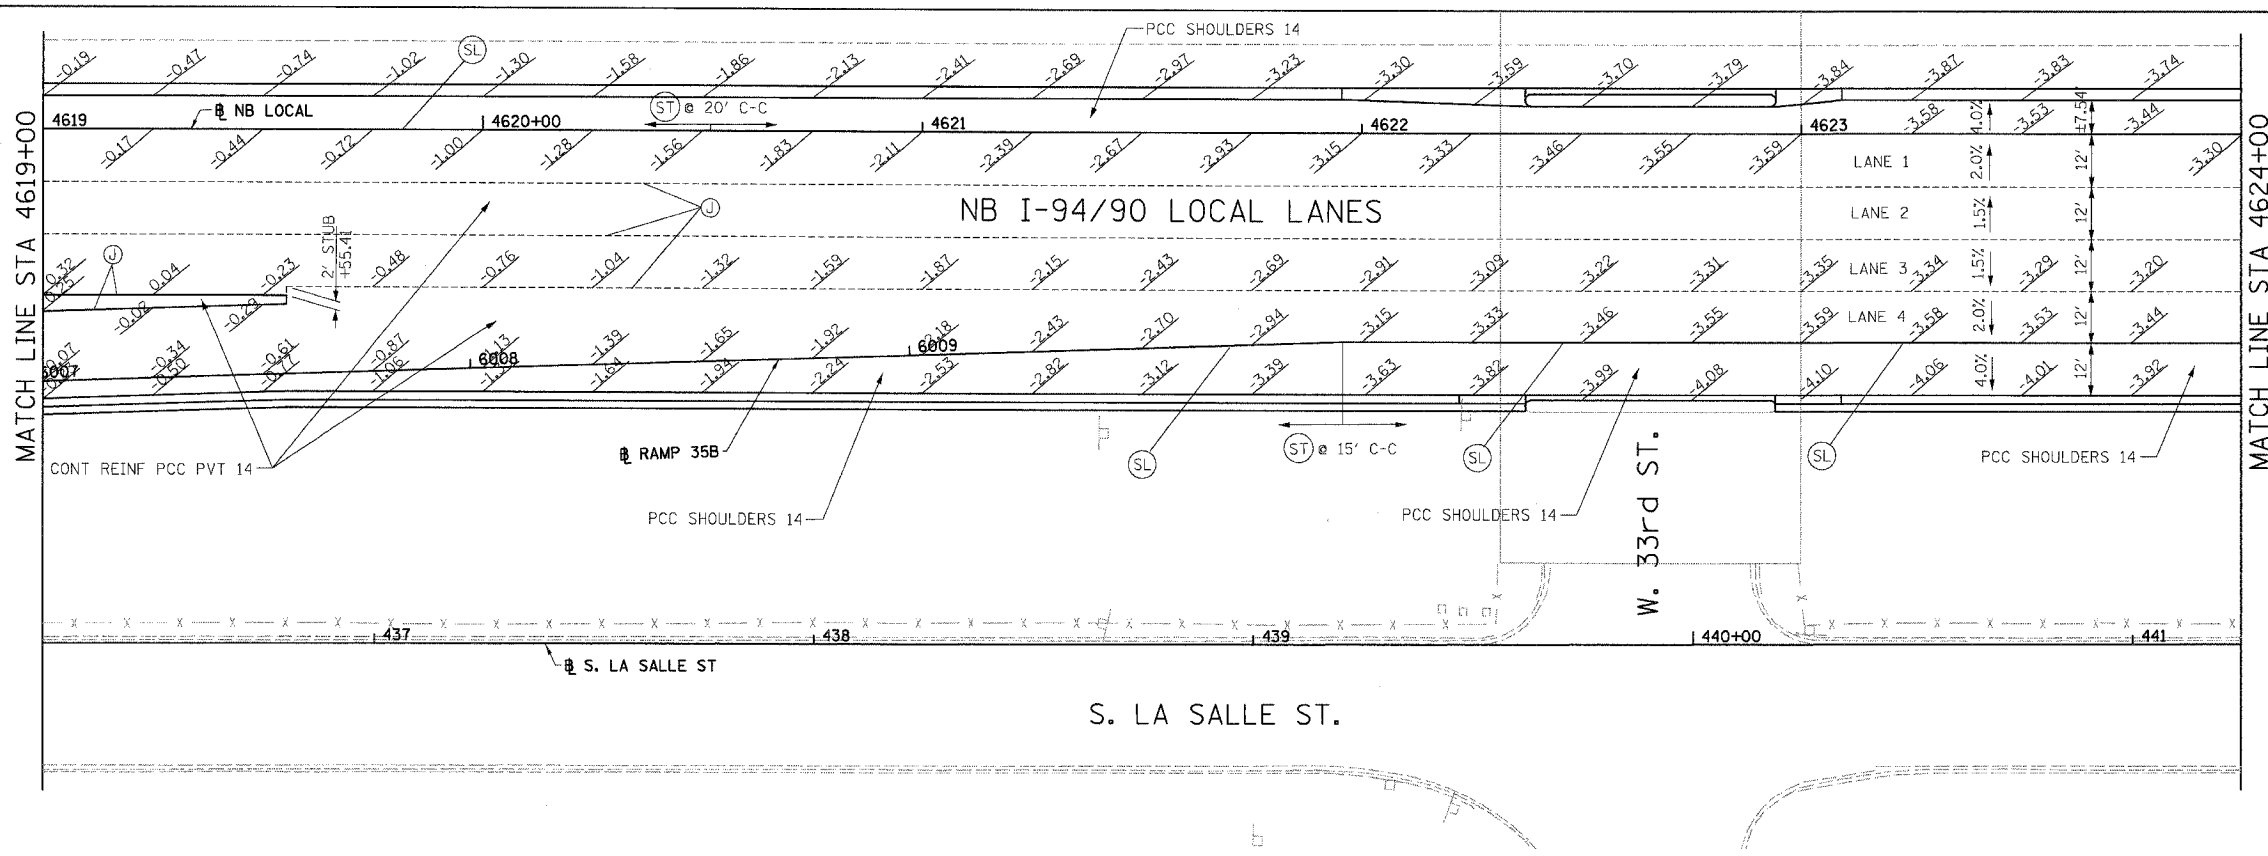 PCC SHOULDERS 14
-0.19 -0.47 -0.74 -1.02 SL -1.30 -1.58 -1.86 -2.13 -2.41 -2.69 -2.97 -3.23 -3.30 -3.59 -3.70 -3.79 -3.84 -3.87 -3.83 -3.74
℄ NB LOCAL ST @ 20' C-C
4619 4620+00 4621 4622 4623 -3.58 -3.53 -3.44
4.0% ±7.54'
-0.17 -0.44 -0.72 -1.00 -1.28 -1.56 -1.83 -2.11 -2.39 -2.67 -2.93 -3.15 -3.33 -3.46 -3.55 -3.59 LANE 1 2.0% 12' -3.30
NB I-94/90 LOCAL LANES
J
LANE 2 1.5% 12'
2' STUB
+55.41
J
0.32 0.04 -0.23 -0.48 -0.76 -1.04 -1.32 -1.59 -1.87 -2.15 -2.43 -2.69 -2.91 -3.09 -3.22 -3.31 -3.35 LANE 3 -3.34 1.5% -3.29 12' -3.20
0.25 -0.02 -0.29
-0.34 -0.61 -0.87 -1.13 -1.39 -1.65 -1.92 -2.18 -2.43 -2.70 -2.94 -3.15 -3.33 -3.46 -3.55 -3.59 LANE 4 -3.58 2.0% -3.53 12' -3.44
6007 6008 6009
-0.50 -0.77 -1.06 -1.64 -1.94 -2.24 -2.53 -2.82 -3.12 -3.39 -3.63 -3.82 -3.99 -4.08 -4.10 -4.06 4.0% -4.01 12' -3.92
MATCH LINE STA 4619+00
MATCH LINE STA 4624+00
CONT REINF PCC PVT 14
℄ RAMP 35B
SL
ST @ 15' C-C
SL
SL
PCC SHOULDERS 14
PCC SHOULDERS 14
PCC SHOULDERS 14
W. 33rd ST.
437 438 439 440+00 441
℄ S. LA SALLE ST
S. LA SALLE ST.